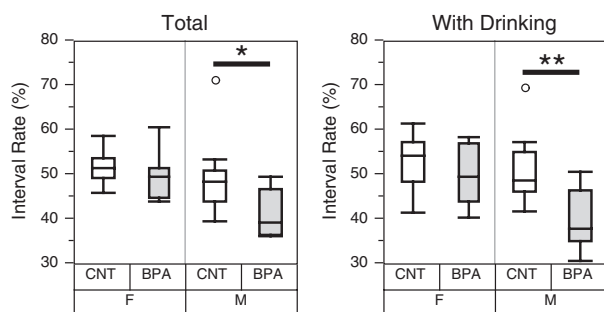 Total
Interval Rate (%)
80
70
60
50
40
30
*
CNT BPA CNT BPA
F M
With Drinking
Interval Rate (%)
80
70
60
50
40
30
**
CNT BPA CNT BPA
F M